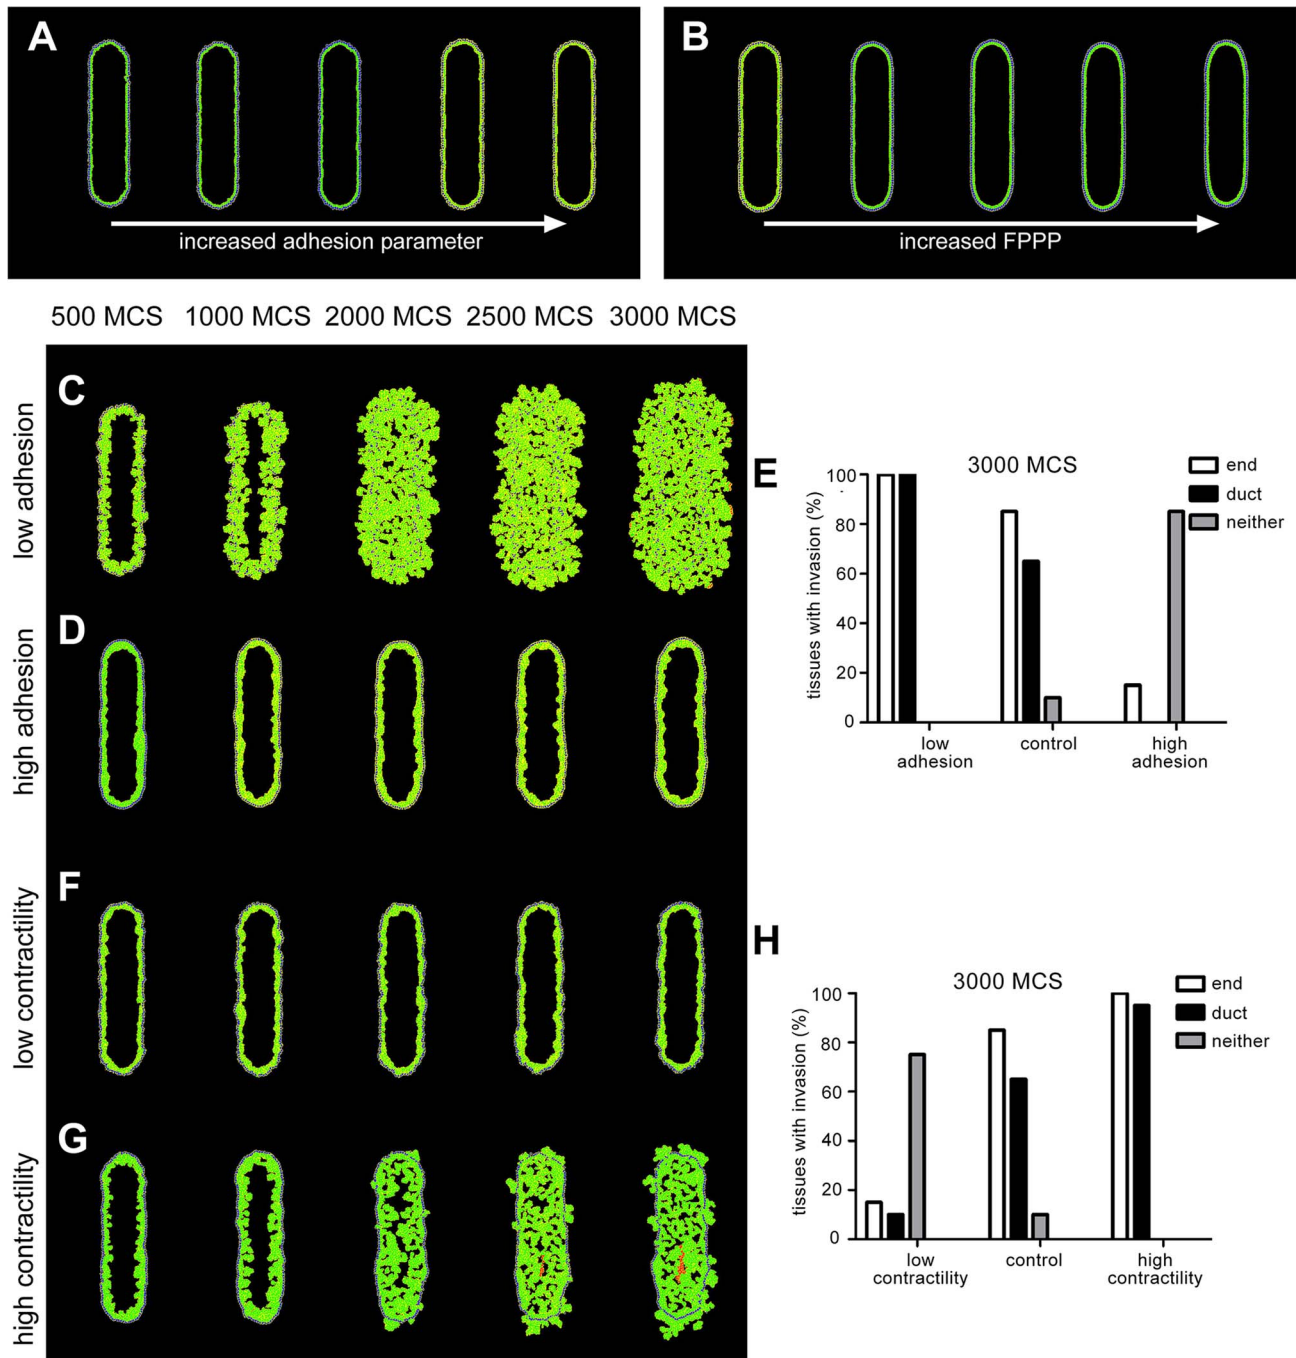 A
increased adhesion parameter
B
increased FPPP
500 MCS 1000 MCS 2000 MCS 2500 MCS 3000 MCS
C
low adhesion
D
high adhesion
E
3000 MCS
end
duct
neither
tissues with invasion (%)
100
80
60
40
20
0
low
adhesion
control
high
adhesion
F
low contractility
G
high contractility
H
3000 MCS
end
duct
neither
tissues with invasion (%)
100
80
60
40
20
0
low
contractility
control
high
contractility